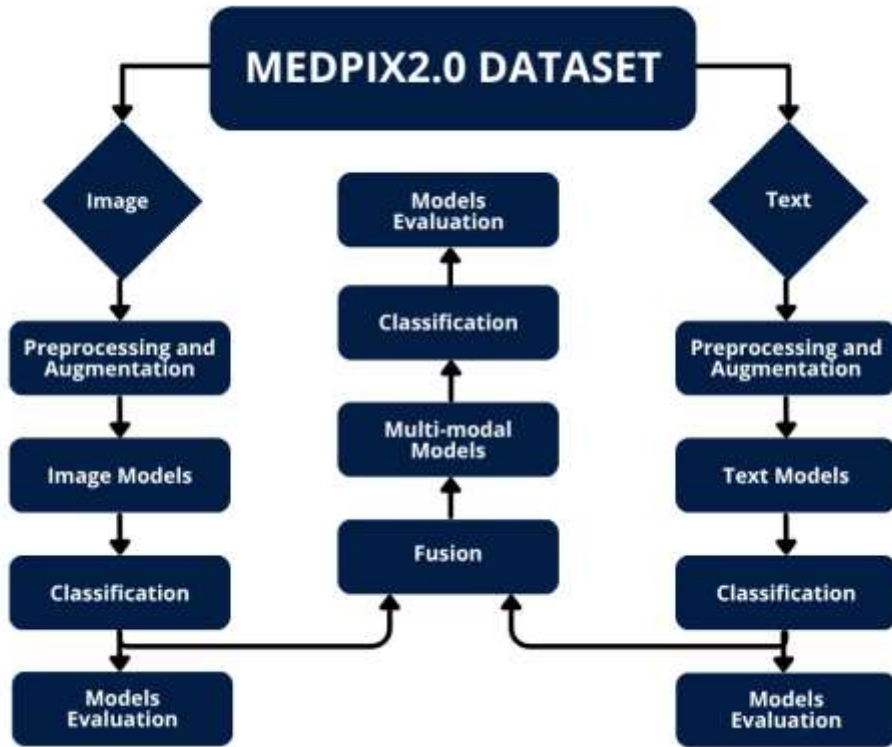 MEDPIX2.0 DATASET
Image
Preprocessing and
Augmentation
Image Models
Classification
Models
Evaluation
Models
Evaluation
Classification
Multi-modal
Models
Fusion
Text
Preprocessing and
Augmentation
Text Models
Classification
Models
Evaluation